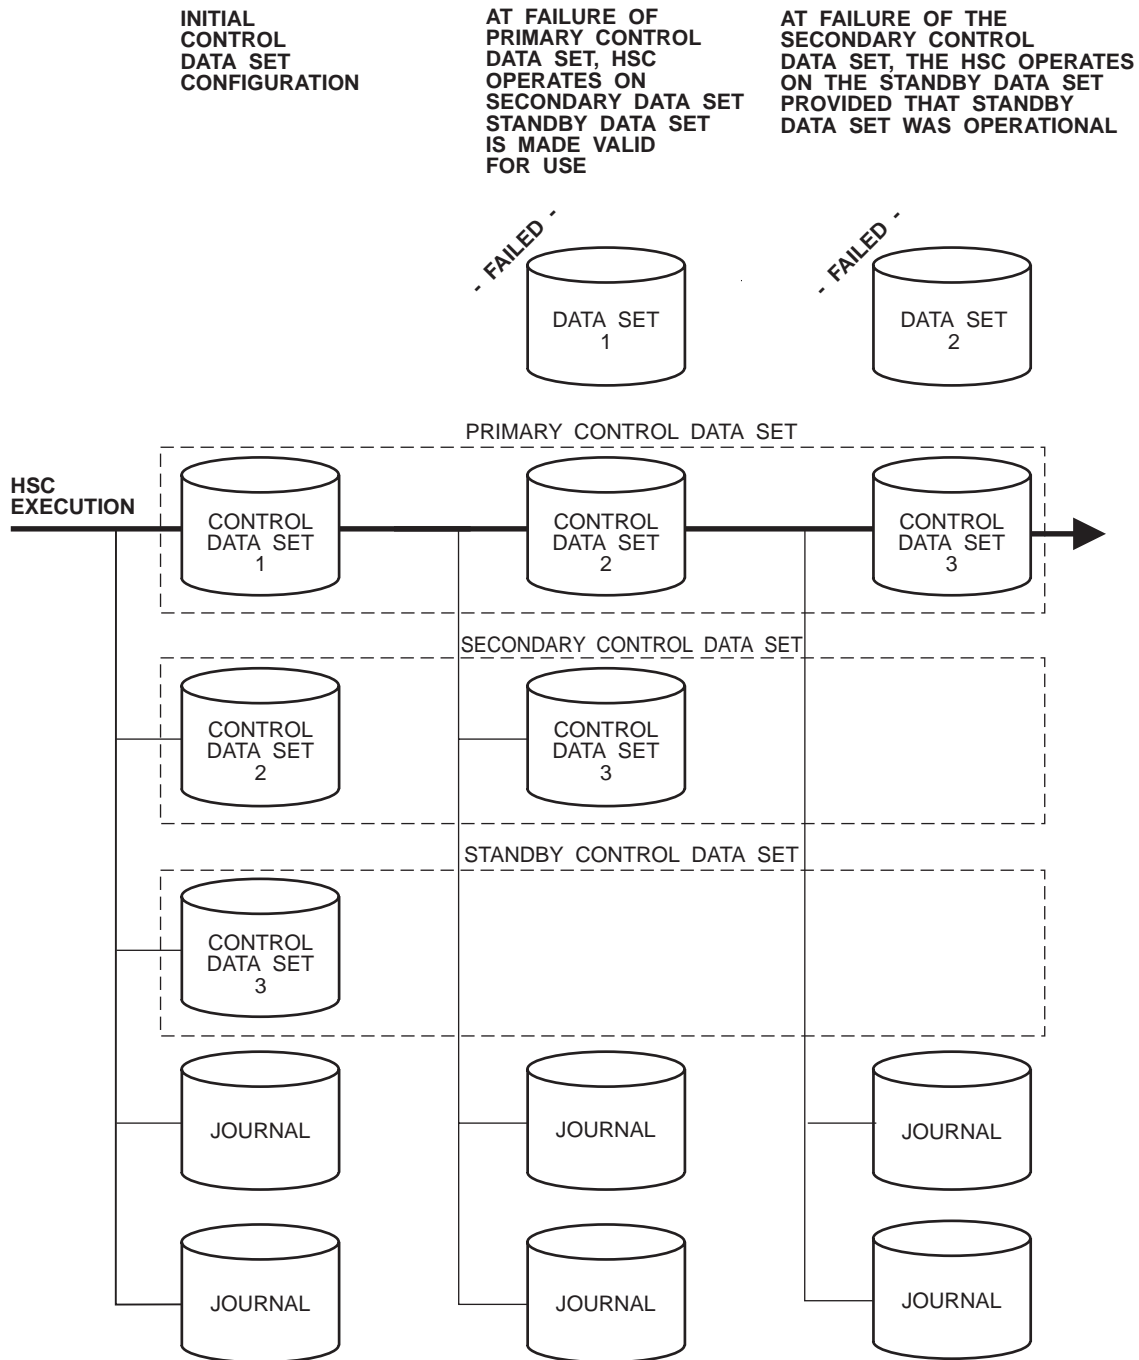 INITIAL
CONTROL
DATA SET
CONFIGURATION
AT FAILURE OF
PRIMARY CONTROL
DATA SET, HSC
OPERATES ON
SECONDARY DATA SET
STANDBY DATA SET
IS MADE VALID
FOR USE
AT FAILURE OF THE
SECONDARY CONTROL
DATA SET, THE HSC OPERATES
ON THE STANDBY DATA SET
PROVIDED THAT STANDBY
DATA SET WAS OPERATIONAL
- FAILED -
DATA SET
1
- FAILED -
DATA SET
2
PRIMARY CONTROL DATA SET
HSC
EXECUTION
CONTROL
DATA SET
1
CONTROL
DATA SET
2
CONTROL
DATA SET
3
SECONDARY CONTROL DATA SET
CONTROL
DATA SET
2
CONTROL
DATA SET
3
STANDBY CONTROL DATA SET
CONTROL
DATA SET
3
JOURNAL
JOURNAL
JOURNAL
JOURNAL
JOURNAL
JOURNAL